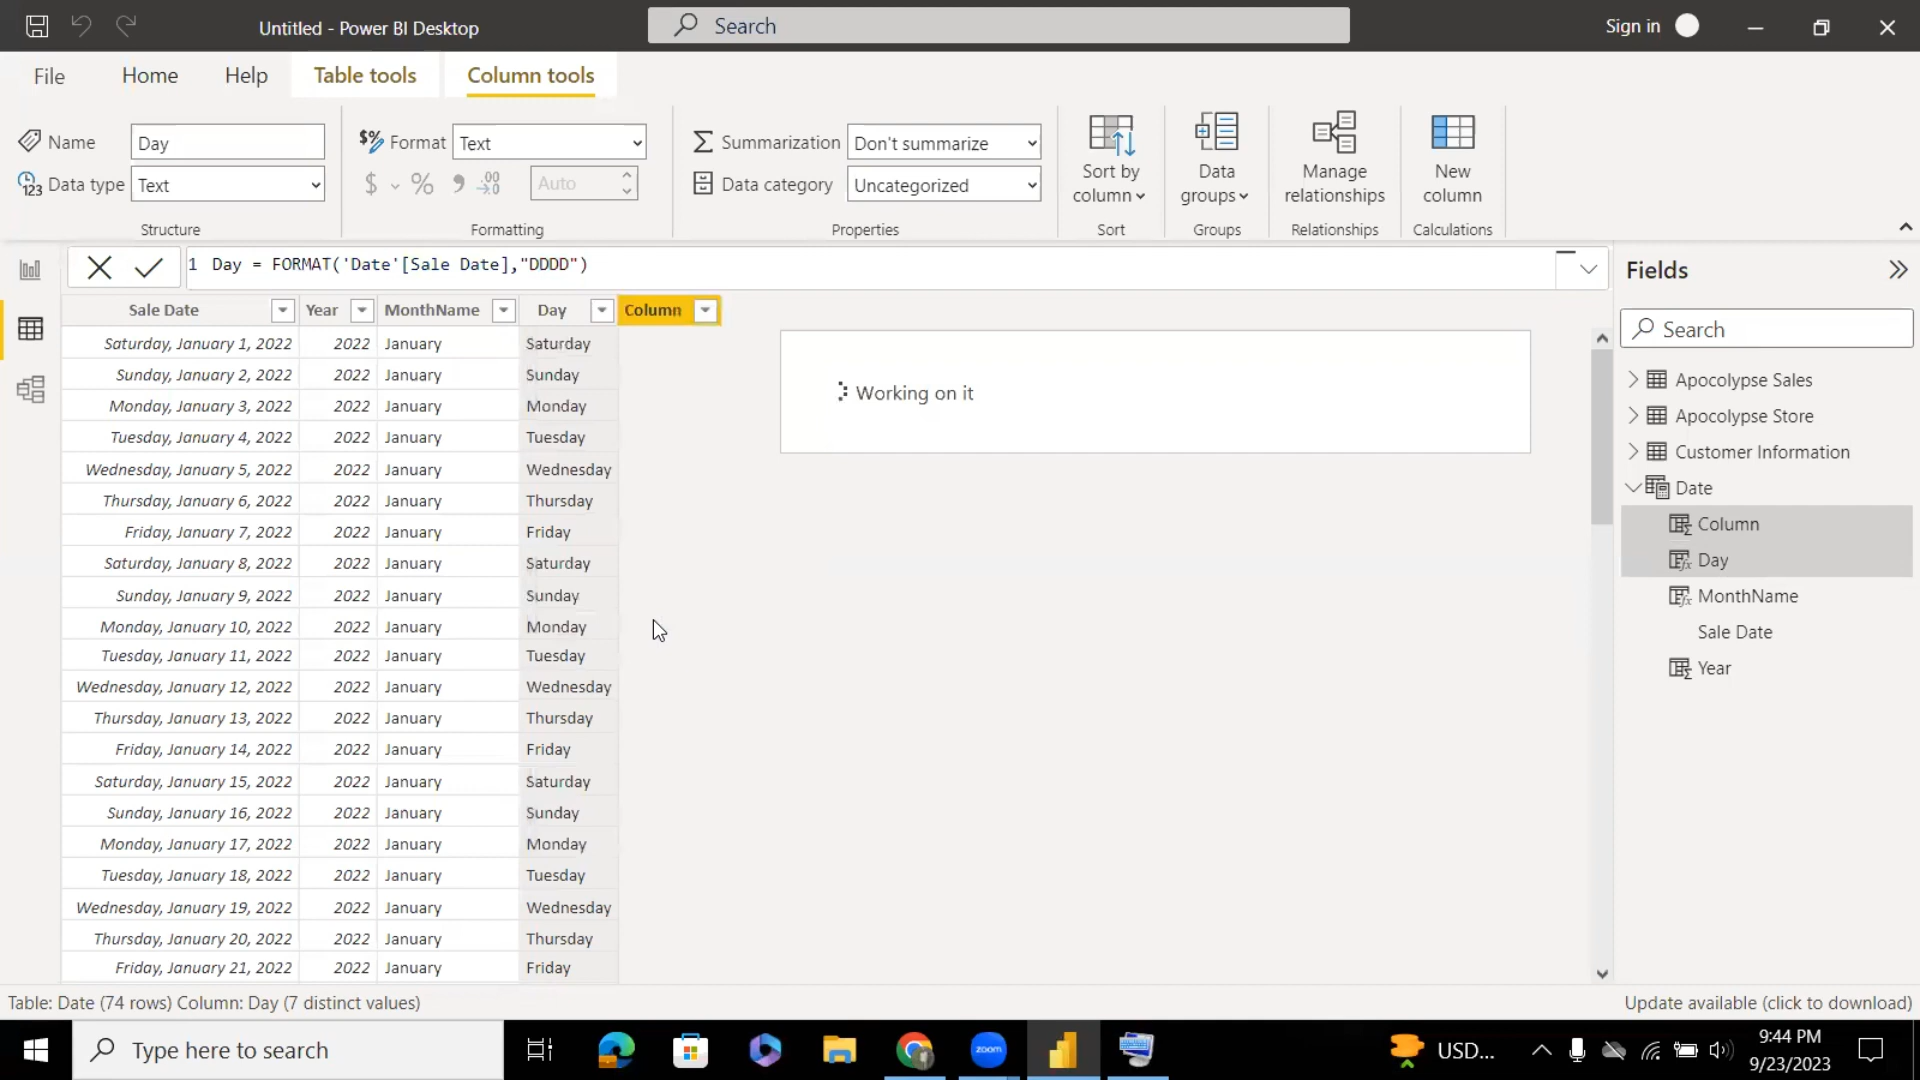 Untitled - Power BI Desktop
Search
Sign in
File
Home
Help
Table tools
Column tools
Name
Day
Data type
Text
Structure
Format
Text
$
%
Auto
Formatting
Summarization
Don't summarize
Data category
Uncategorized
Properties
Sort by
column
Sort
Data
groups
Groups
Manage
relationships
Relationships
New
column
Calculations
1 Day = FORMAT('Date'[Sale Date],"DDDD")
Sale Date Year MonthName Day Column
Saturday, January 1, 2022 2022 January Saturday
Sunday, January 2, 2022 2022 January Sunday
Monday, January 3, 2022 2022 January Monday
Tuesday, January 4, 2022 2022 January Tuesday
Wednesday, January 5, 2022 2022 January Wednesday
Thursday, January 6, 2022 2022 January Thursday
Friday, January 7, 2022 2022 January Friday
Saturday, January 8, 2022 2022 January Saturday
Sunday, January 9, 2022 2022 January Sunday
Monday, January 10, 2022 2022 January Monday
Tuesday, January 11, 2022 2022 January Tuesday
Wednesday, January 12, 2022 2022 January Wednesday
Thursday, January 13, 2022 2022 January Thursday
Friday, January 14, 2022 2022 January Friday
Saturday, January 15, 2022 2022 January Saturday
Sunday, January 16, 2022 2022 January Sunday
Monday, January 17, 2022 2022 January Monday
Tuesday, January 18, 2022 2022 January Tuesday
Wednesday, January 19, 2022 2022 January Wednesday
Thursday, January 20, 2022 2022 January Thursday
Friday, January 21, 2022 2022 January Friday
Working on it
Fields
Search
Apocolypse Sales
Apocolypse Store
Customer Information
Date
Column
Day
MonthName
Sale Date
Year
Table: Date (74 rows) Column: Day (7 distinct values)
Update available (click to download)
Type here to search
zoom
USD...
9:44 PM
9/23/2023